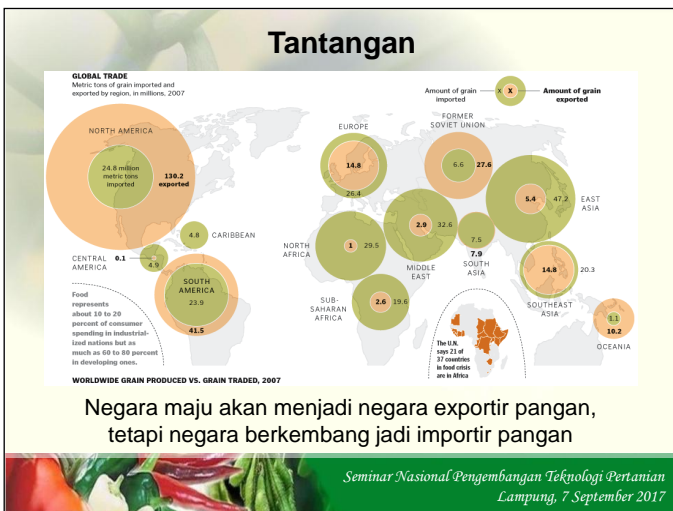 Tantangan
GLOBAL TRADE
Metric tons of grain imported and
exported by region, in millions, 2007
Amount of grain
imported
X
X
Amount of grain
exported
NORTH AMERICA
24.8 million
metric tons
imported
130.2
exported
EUROPE
14.8
26.4
FORMER
SOVIET UNION
6.6
27.6
5.4
47.2
EAST
ASIA
4.8
CARIBBEAN
CENTRAL
AMERICA
0.1
4.9
NORTH
AFRICA
1
29.5
2.9
32.6
MIDDLE
EAST
7.5
7.9
SOUTH
ASIA
14.8
20.3
SOUTHEAST
ASIA
SOUTH
AMERICA
23.9
41.5
SUB-
SAHARAN
AFRICA
2.6
19.6
1.1
10.2
OCEANIA
Food
represents
about 10 to 20
percent of consumer
spending in industrial-
ized nations but as
much as 60 to 80 percent
in developing ones.
The U.N.
says 21 of
37 countries
in food crisis
are in Africa
WORLDWIDE GRAIN PRODUCED VS. GRAIN TRADED, 2007
Negara maju akan menjadi negara exportir pangan,
tetapi negara berkembang jadi importir pangan
Seminar Nasional Pengembangan Teknologi Pertanian
Lampung, 7 September 2017